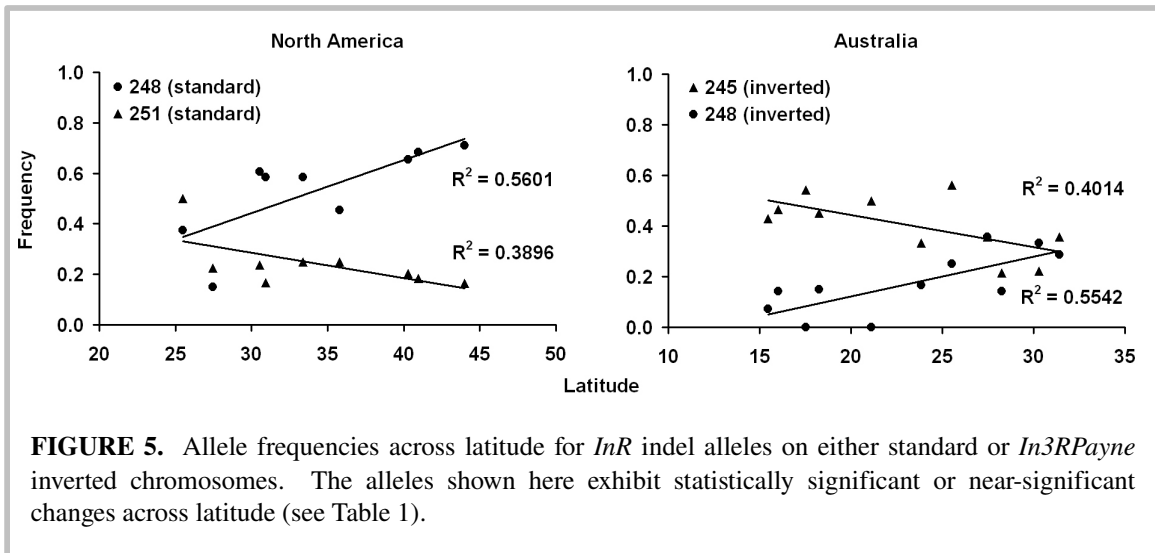 North America
1.0
0.8
0.6
0.4
0.2
0.0
Frequency
● 248 (standard)
▲ 251 (standard)
R² = 0.5601
R² = 0.3896
20 25 30 35 40 45 50
Australia
1.0
0.8
0.6
0.4
0.2
0.0
▲ 245 (inverted)
● 248 (inverted)
R² = 0.4014
R² = 0.5542
10 15 20 25 30 35
Latitude
FIGURE 5. Allele frequencies across latitude for InR indel alleles on either standard or In3RPayne
inverted chromosomes. The alleles shown here exhibit statistically significant or near-significant
changes across latitude (see Table 1).